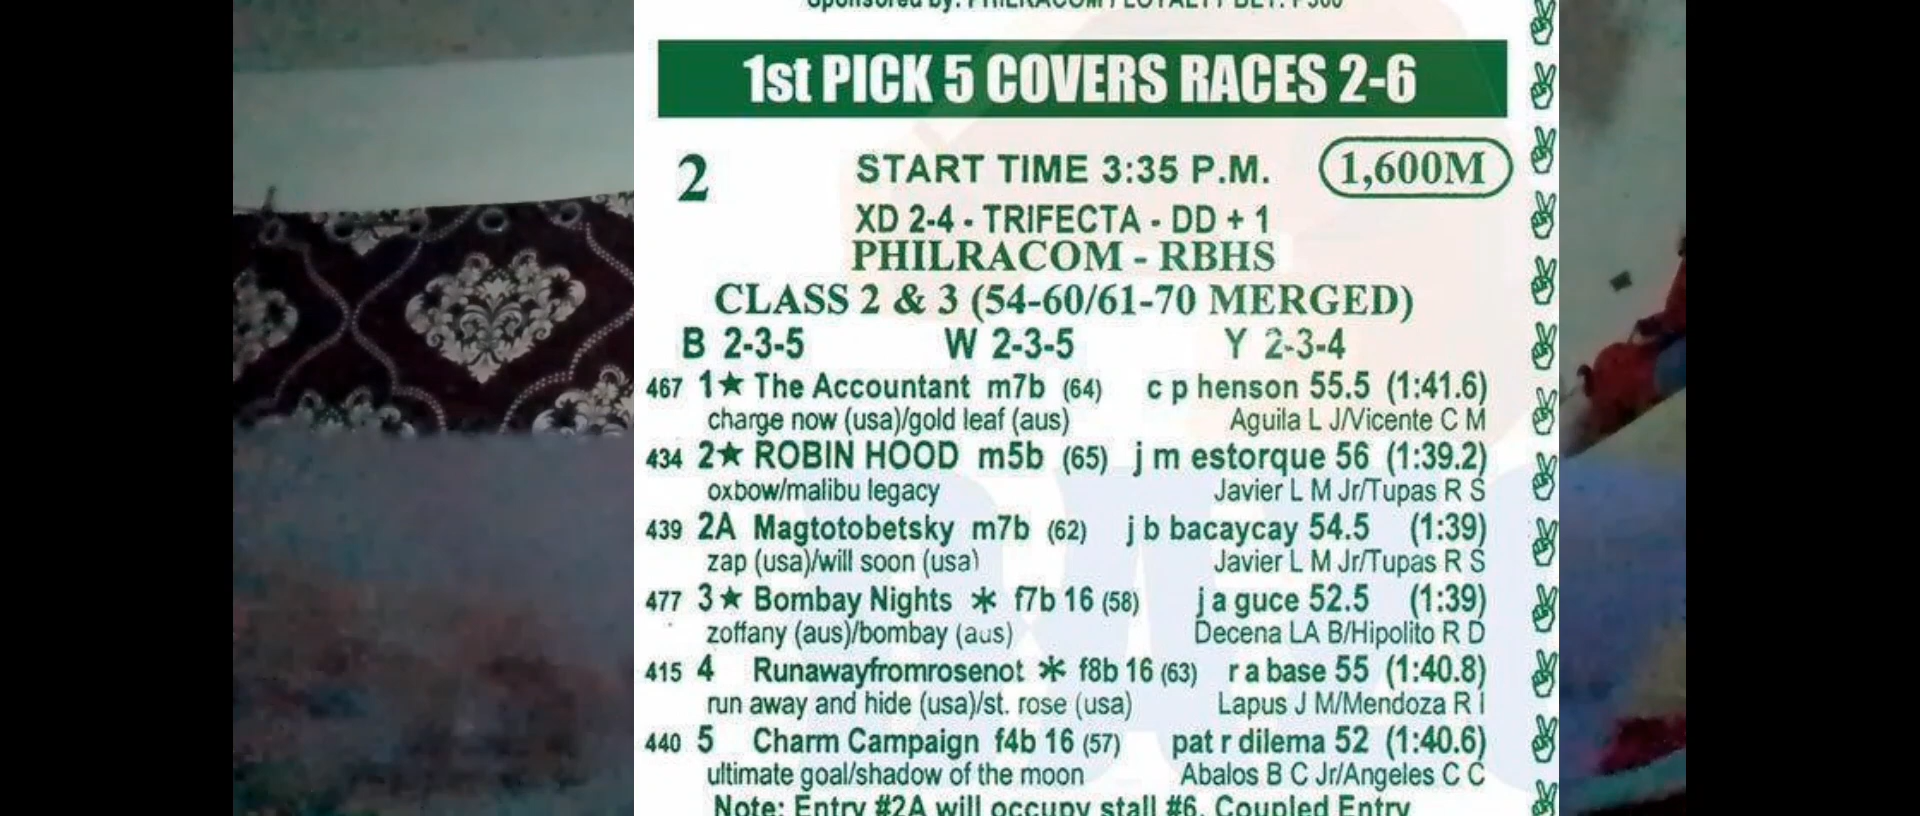 Sponsored by: PHILRACOM / LOYALTY BET: P500
1st PICK 5 COVERS RACES 2-6
2 START TIME 3:35 P.M. 1,600M
XD 2-4 - TRIFECTA - DD + 1
PHILRACOM - RBHS
CLASS 2 & 3 (54-60/61-70 MERGED)
B 2-3-5 W 2-3-5 Y 2-3-4
467 1★ The Accountant m7b (64) c p henson 55.5 (1:41.6)
charge now (usa)/gold leaf (aus) Aguila L J/Vicente C M
434 2★ ROBIN HOOD m5b (65) j m estorque 56 (1:39.2)
oxbow/malibu legacy Javier L M Jr/Tupas R S
439 2A Magtotobetsky m7b (62) j b bacaycay 54.5 (1:39)
zap (usa)/will soon (usa) Javier L M Jr/Tupas R S
477 3★ Bombay Nights * f7b 16 (58) j a guce 52.5 (1:39)
zoffany (aus)/bombay (aus) Decena LA B/Hipolito R D
415 4 Runawayfromrosenot * f8b 16 (63) r a base 55 (1:40.8)
run away and hide (usa)/st. rose (usa) Lapus J M/Mendoza R I
440 5 Charm Campaign f4b 16 (57) pat r dilema 52 (1:40.6)
ultimate goal/shadow of the moon Abalos B C Jr/Angeles C C
Note: Entry #2A will occupy stall #6. Coupled Entry